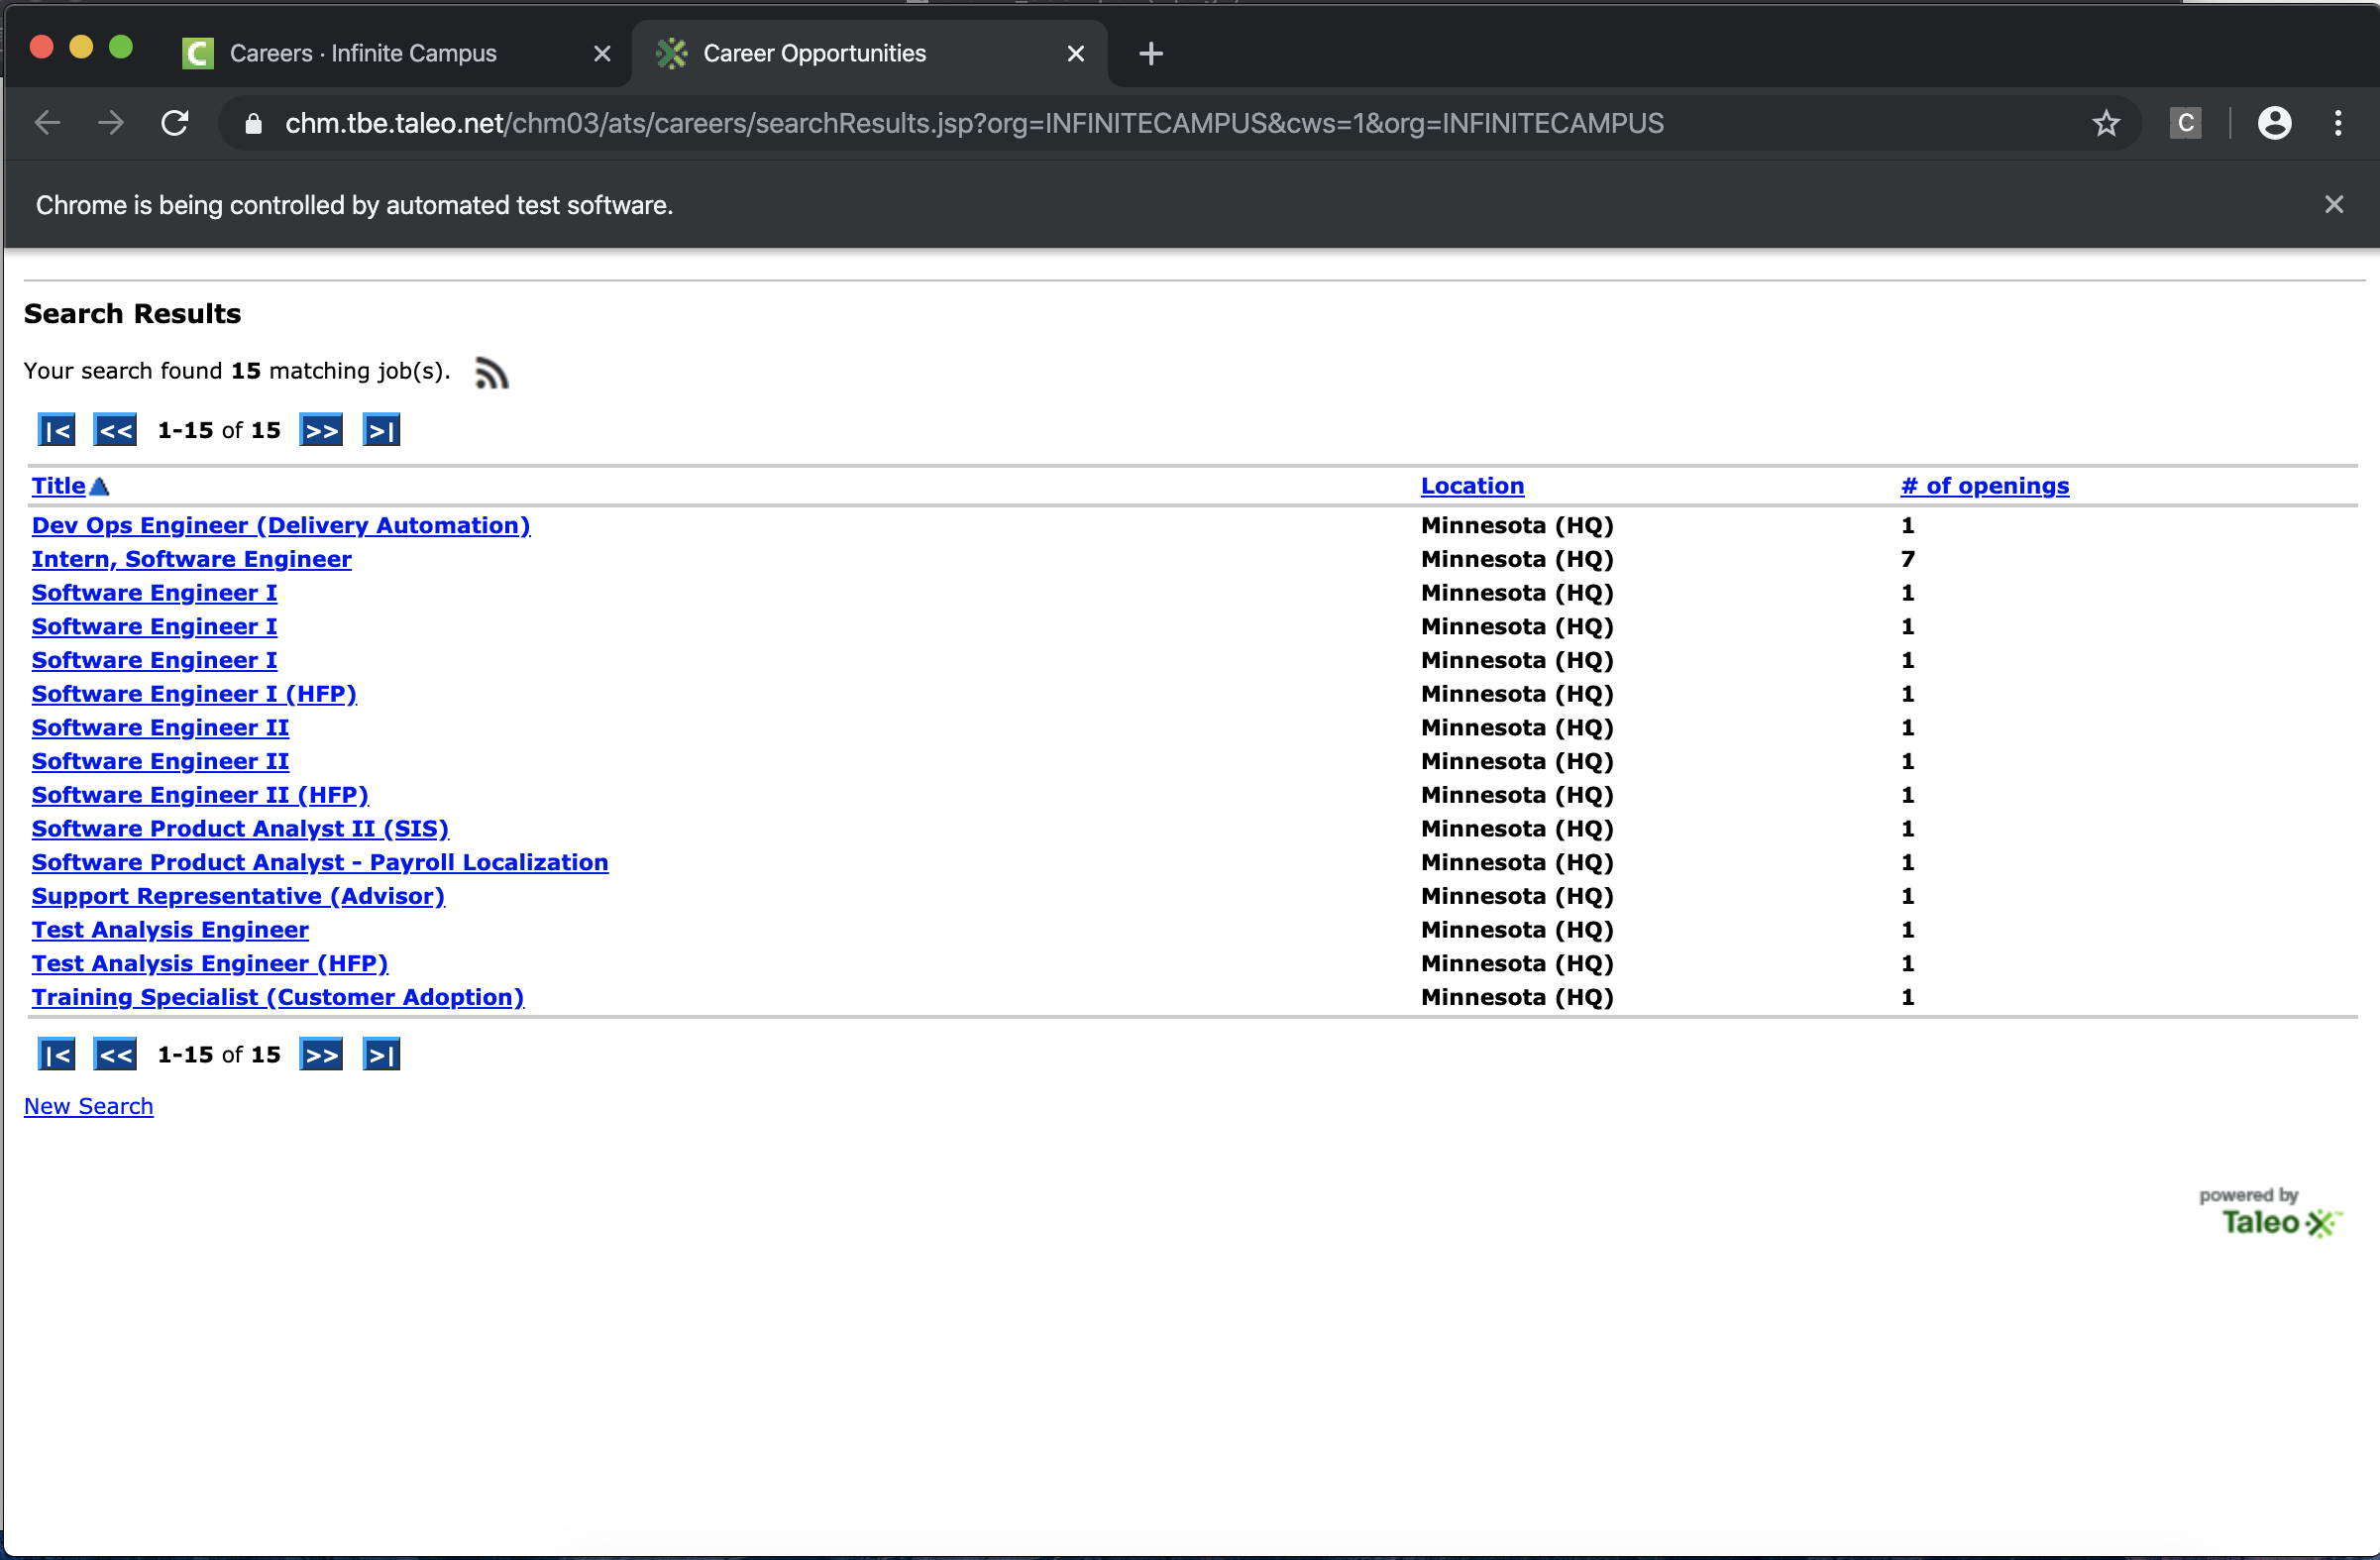 Careers · Infinite Campus
Career Opportunities
chm.tbe.taleo.net/chm03/ats/careers/searchResults.jsp?org=INFINITECAMPUS&cws=1&org=INFINITECAMPUS
C
Chrome is being controlled by automated test software.
Search Results
Your search found 15 matching job(s).
|< << 1-15 of 15 >> >|
Title Location # of openings
Dev Ops Engineer (Delivery Automation) Minnesota (HQ) 1
Intern, Software Engineer Minnesota (HQ) 7
Software Engineer I Minnesota (HQ) 1
Software Engineer I Minnesota (HQ) 1
Software Engineer I Minnesota (HQ) 1
Software Engineer I (HFP) Minnesota (HQ) 1
Software Engineer II Minnesota (HQ) 1
Software Engineer II Minnesota (HQ) 1
Software Engineer II (HFP) Minnesota (HQ) 1
Software Product Analyst II (SIS) Minnesota (HQ) 1
Software Product Analyst - Payroll Localization Minnesota (HQ) 1
Support Representative (Advisor) Minnesota (HQ) 1
Test Analysis Engineer Minnesota (HQ) 1
Test Analysis Engineer (HFP) Minnesota (HQ) 1
Training Specialist (Customer Adoption) Minnesota (HQ) 1
|< << 1-15 of 15 >> >|
New Search
powered by
Taleo